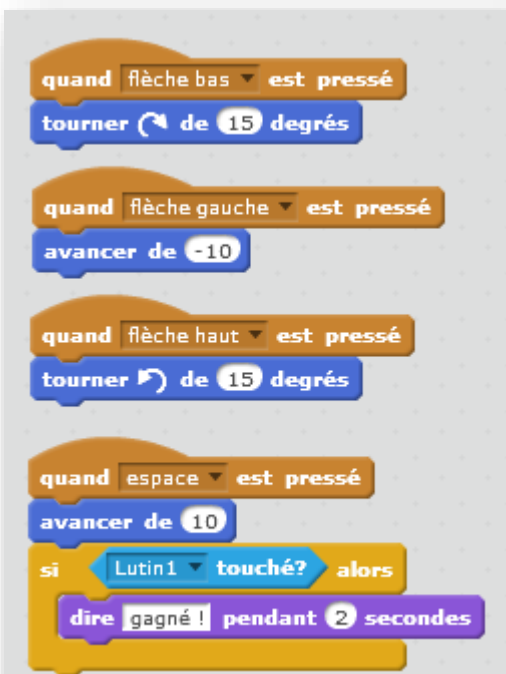 quand flèche bas est pressé
tourner de 15 degrés
quand flèche gauche est pressé
avancer de -10
quand flèche haut est pressé
tourner de 15 degrés
quand espace est pressé
avancer de 10
si Lutin1 touché? alors
dire gagné ! pendant 2 secondes